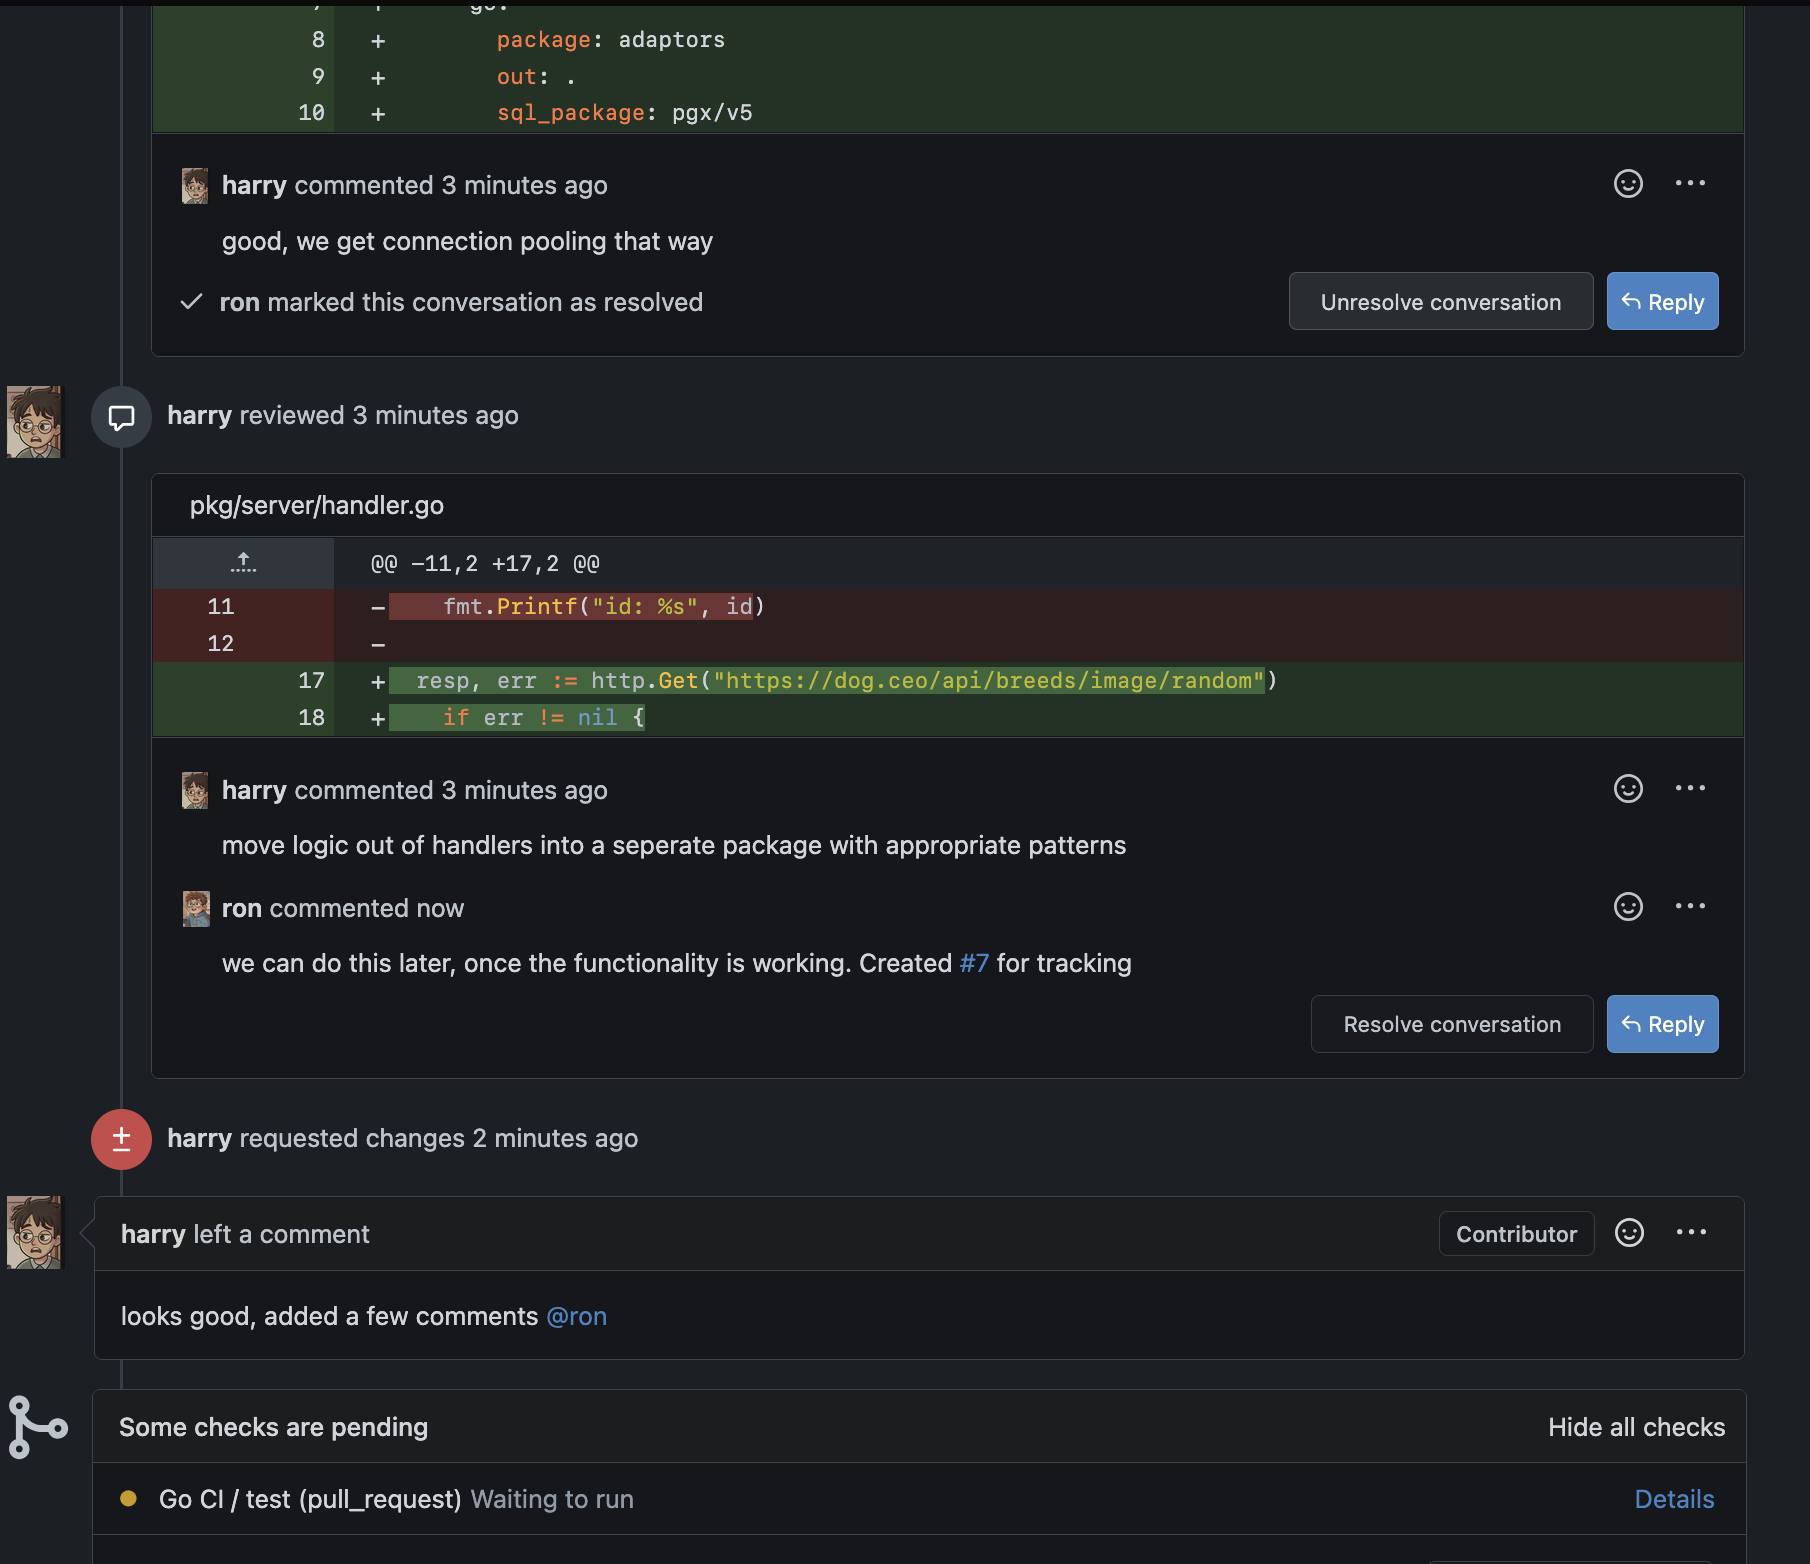 8 + package: adaptors
9 + out: .
10 + sql_package: pgx/v5
harry commented 3 minutes ago
good, we get connection pooling that way
ron marked this conversation as resolved
Unresolve conversation
Reply
harry reviewed 3 minutes ago
pkg/server/handler.go
@@ -11,2 +17,2 @@
11 - fmt.Printf("id: %s", id)
12 -
17 + resp, err := http.Get("https://dog.ceo/api/breeds/image/random")
18 + if err != nil {
harry commented 3 minutes ago
move logic out of handlers into a seperate package with appropriate patterns
ron commented now
we can do this later, once the functionality is working. Created #7 for tracking
Resolve conversation
Reply
harry requested changes 2 minutes ago
harry left a comment
Contributor
looks good, added a few comments @ron
Some checks are pending
Hide all checks
Go CI / test (pull_request) Waiting to run
Details